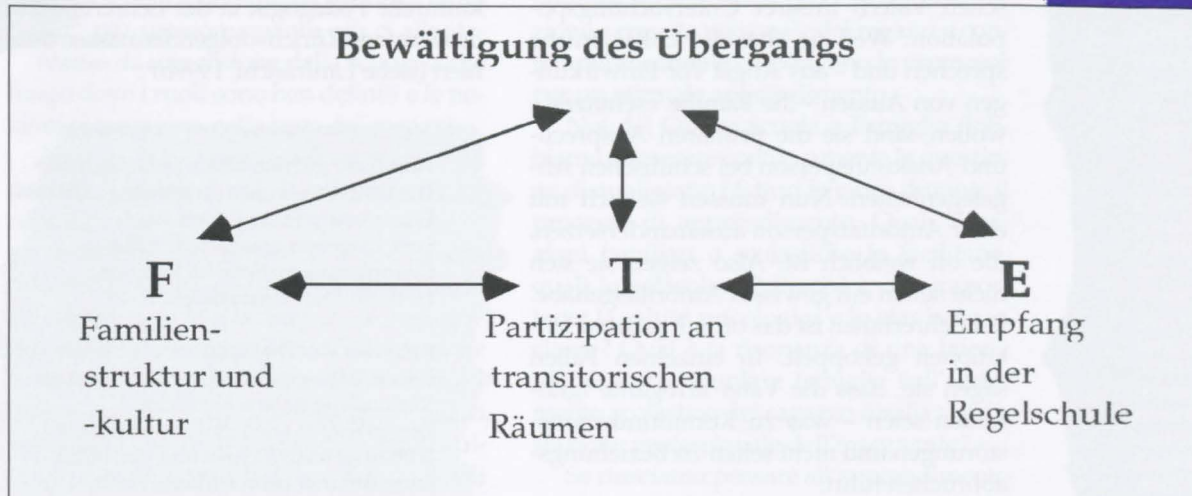 Bewältigung des Übergangs
F T E
Familien-
struktur und
-kultur
Partizipation an
transitorischen
Räumen
Empfang
in der
Regelschule